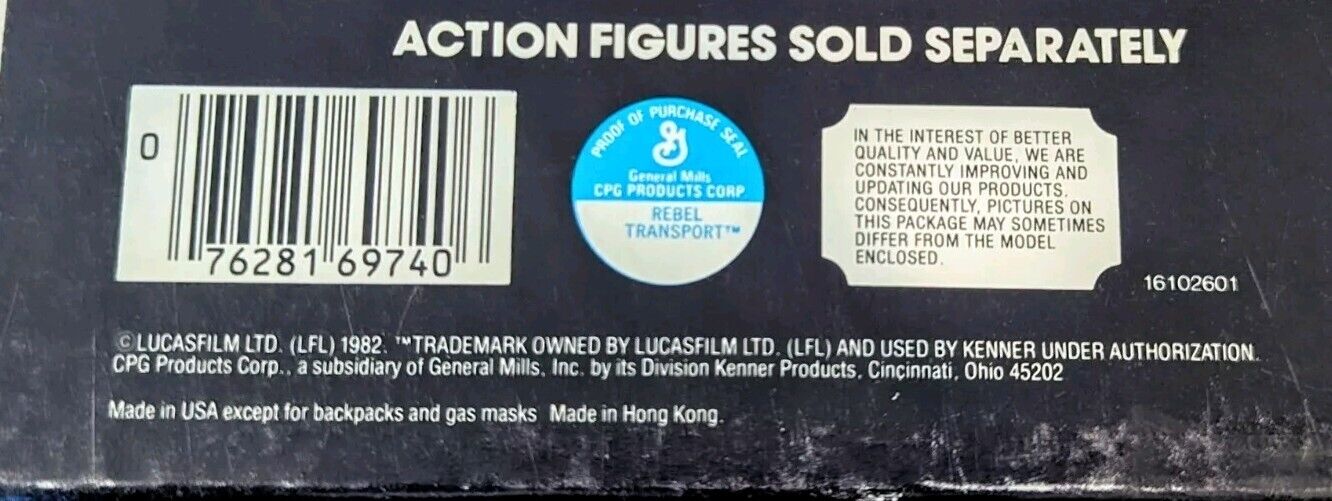 ACTION FIGURES SOLD SEPARATELY
0
76281 69740
PROOF OF PURCHASE SEAL
G
General Mills
CPG PRODUCTS CORP
REBEL
TRANSPORT™
IN THE INTEREST OF BETTER
QUALITY AND VALUE, WE ARE
CONSTANTLY IMPROVING AND
UPDATING OUR PRODUCTS.
CONSEQUENTLY, PICTURES ON
THIS PACKAGE MAY SOMETIMES
DIFFER FROM THE MODEL
ENCLOSED.
16102601
© LUCASFILM LTD. (LFL) 1982. ™TRADEMARK OWNED BY LUCASFILM LTD. (LFL) AND USED BY KENNER UNDER AUTHORIZATION.
CPG Products Corp., a subsidiary of General Mills, Inc. by its Division Kenner Products, Cincinnati, Ohio 45202
Made in USA except for backpacks and gas masks Made in Hong Kong.